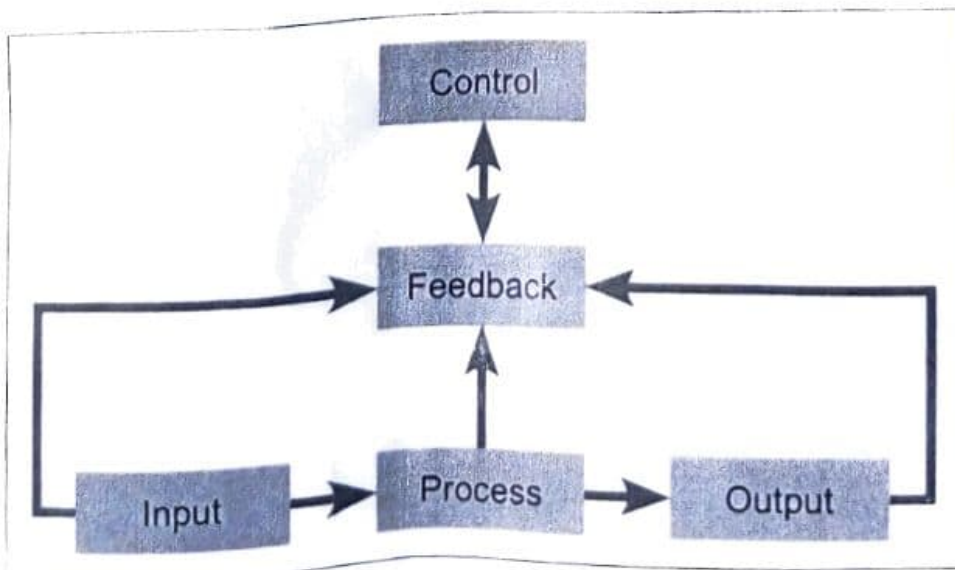 Control
Feedback
Input
Process
Output